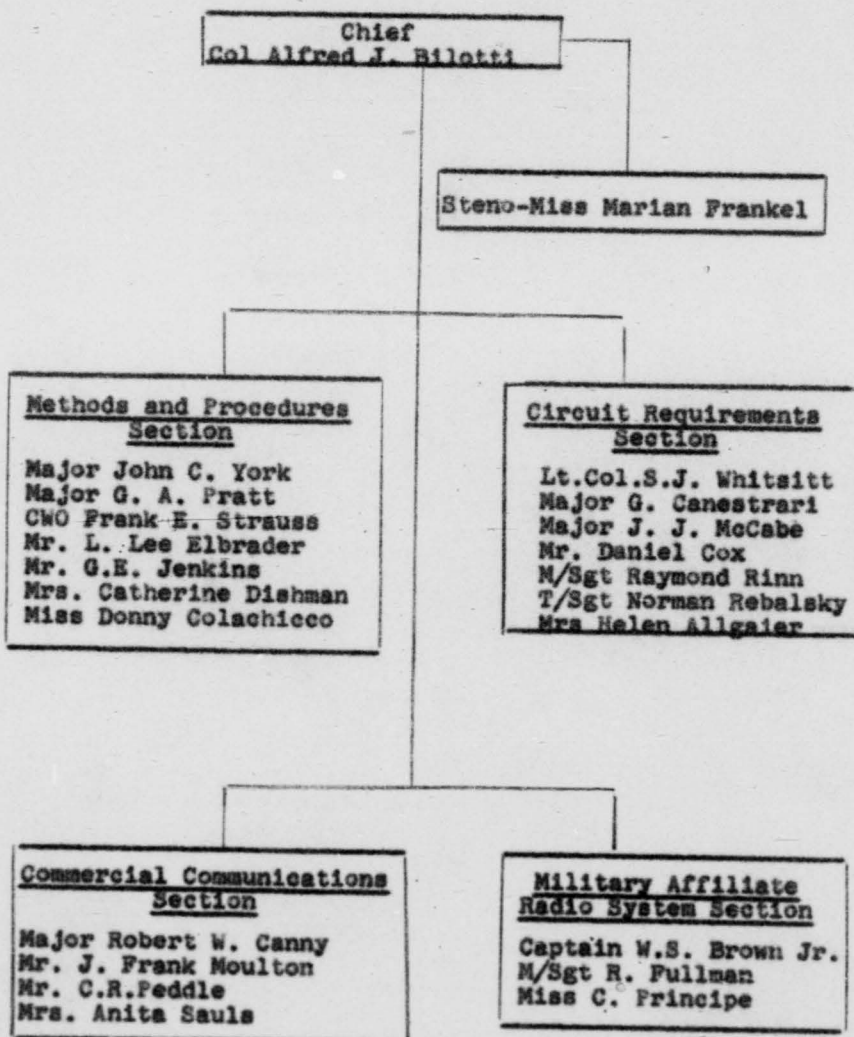 Chief
Col Alfred J. Bilotti
Steno-Miss Marian Frankel
Methods and Procedures
Section
Major John C. York
Major G. A. Pratt
CWO Frank E. Strauss
Mr. L. Lee Elbrader
Mr. G.E. Jenkins
Mrs. Catherine Dishman
Miss Donny Colachicco
Circuit Requirements
Section
Lt.Col.S.J. Whitsitt
Major G. Canestrari
Major J. J. McCabe
Mr. Daniel Cox
M/Sgt Raymond Rinn
T/Sgt Norman Rebalsky
Mrs Helen Allgaier
Commercial Communications
Section
Major Robert W. Canny
Mr. J. Frank Moulton
Mr. C.R.Peddle
Mrs. Anita Sauls
Military Affiliate
Radio System Section
Captain W.S. Brown Jr.
M/Sgt R. Fullman
Miss C. Principe